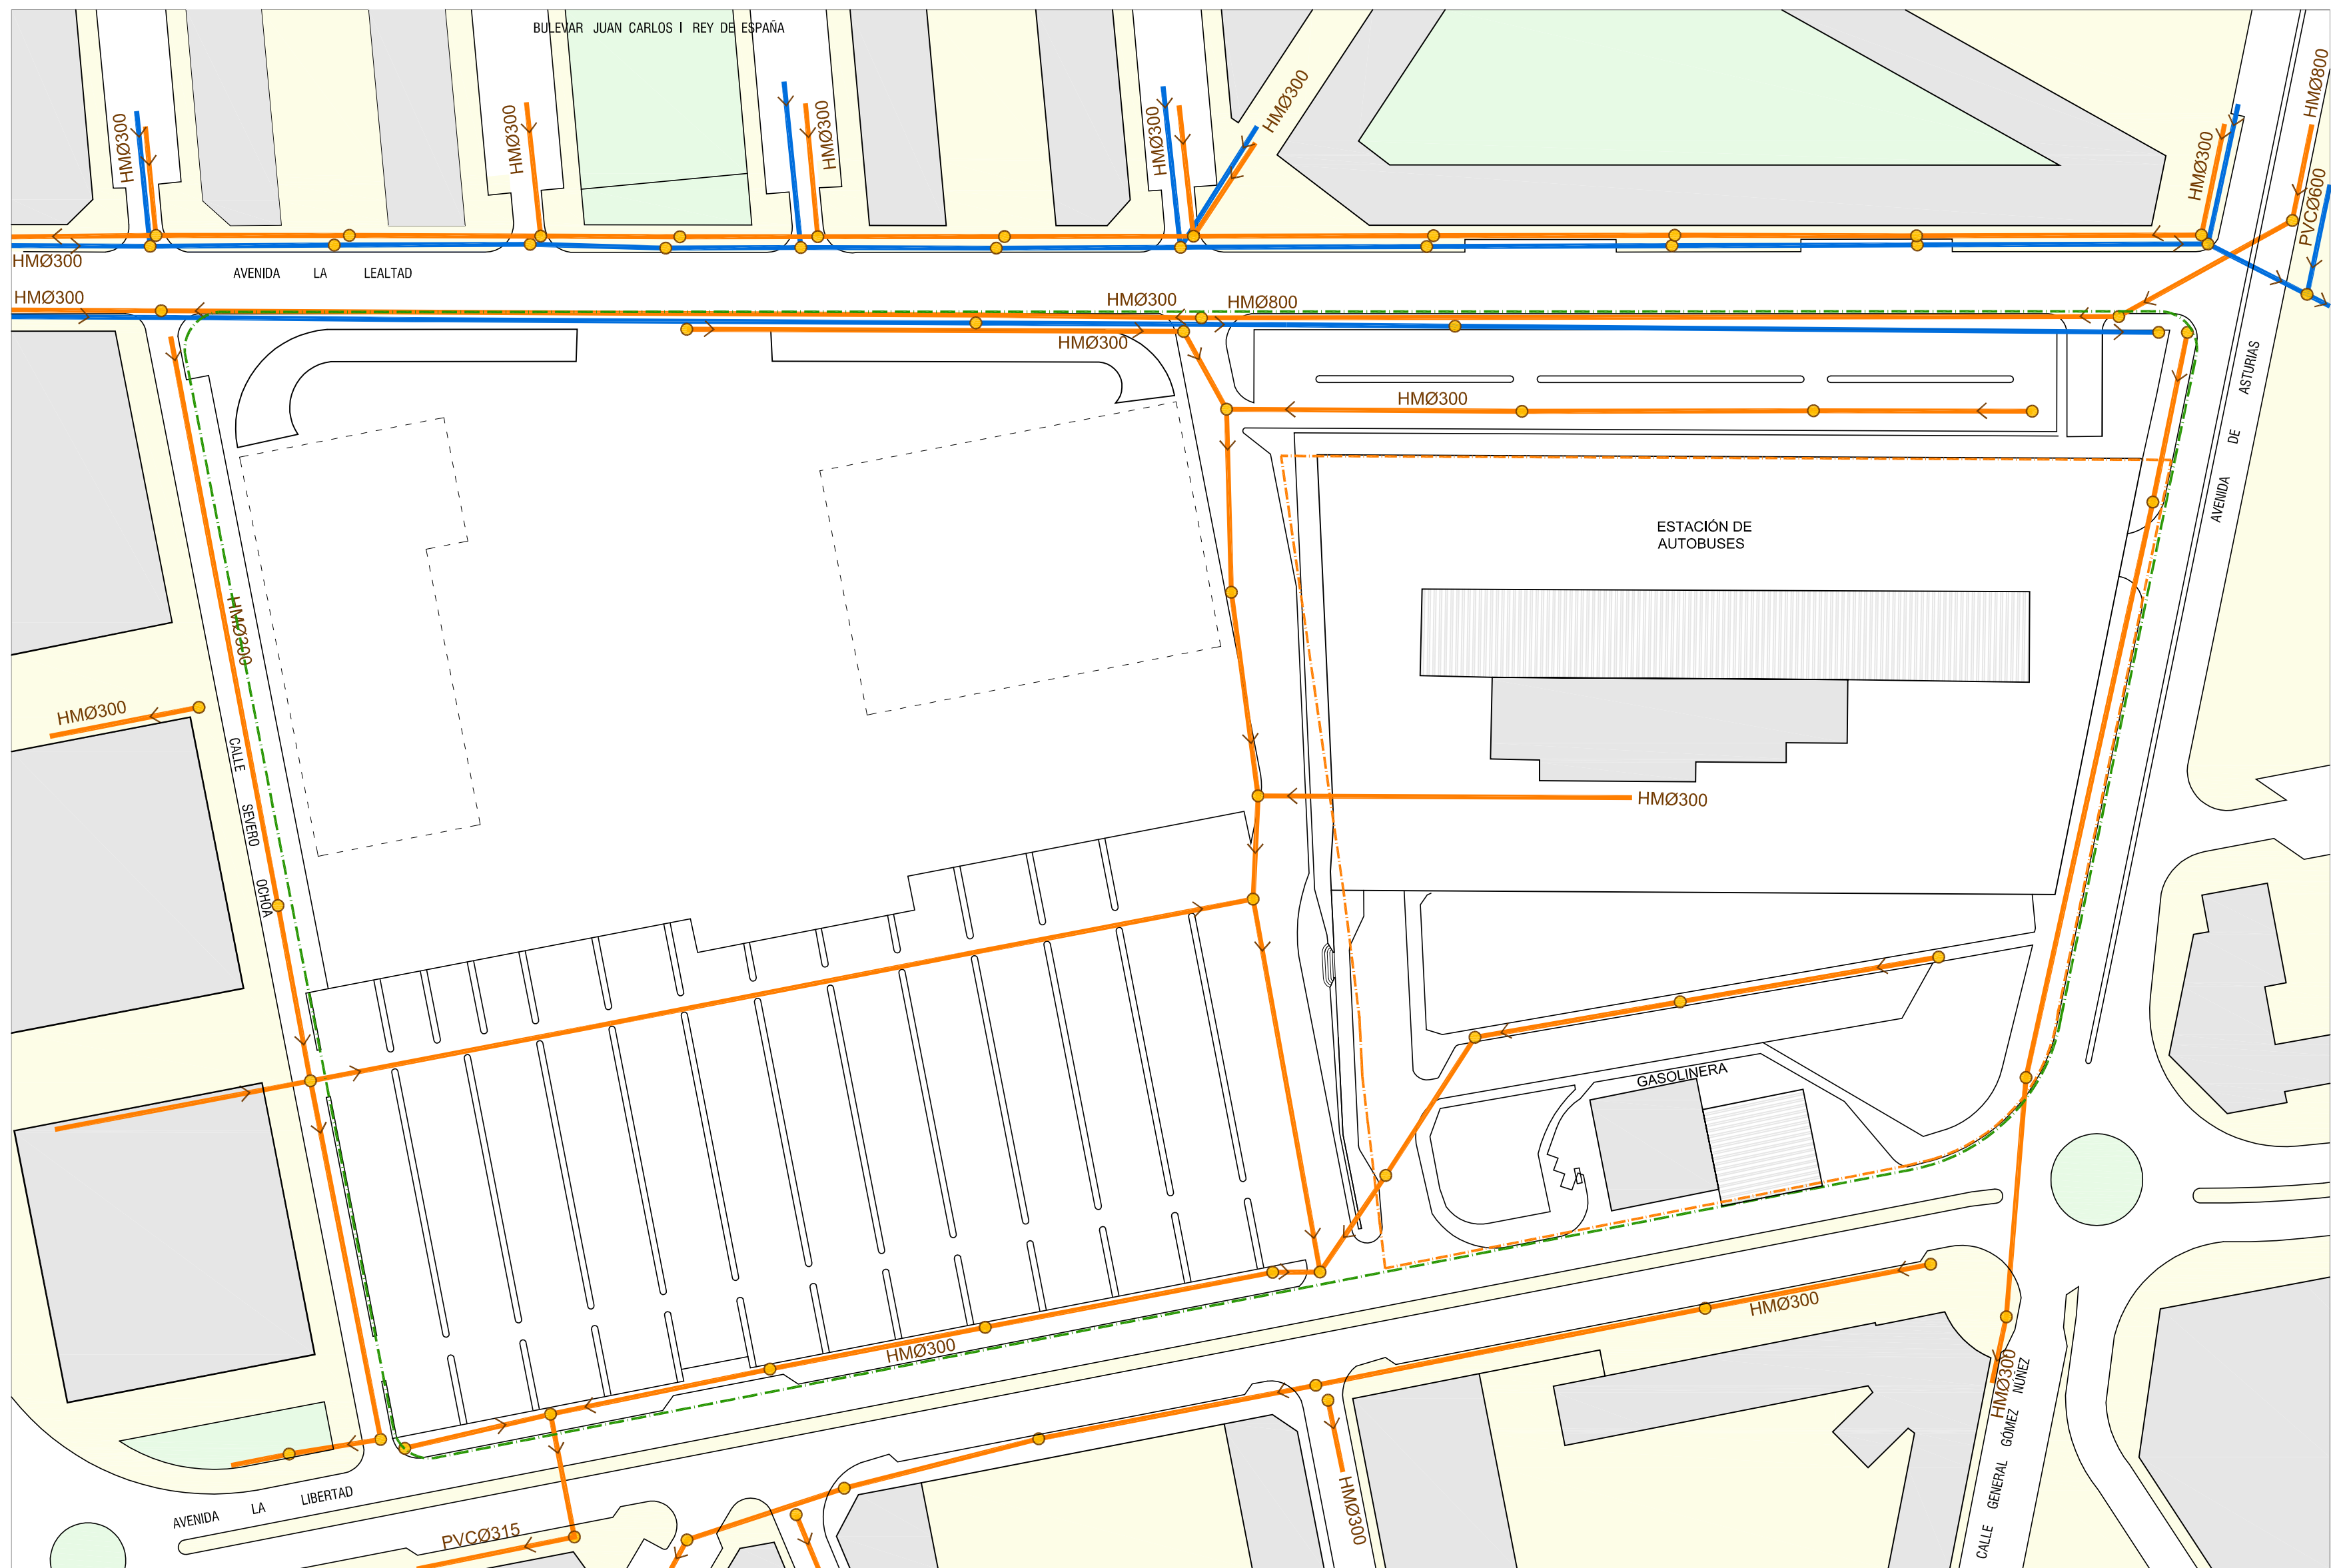 BULEVAR JUAN CARLOS I REY DE ESPAÑA
HMØ300
HMØ300
HMØ300
HMØ300
HMØ300
HMØ300
HMØ800
PVCØ600
HMØ300
AVENIDA LA LEALTAD
HMØ300
HMØ300
HMØ800
HMØ300
HMØ300
AVENIDA DE ASTURIAS
ESTACIÓN DE
AUTOBUSES
HMØ300
HMØ300
CALLE SEVERO OCHOA
HMØ300
GASOLINERA
HMØ300
HMØ300
HMØ300
CALLE GENERAL GÓMEZ NÚÑEZ
HMØ300
AVENIDA LA LIBERTAD
PVCØ315